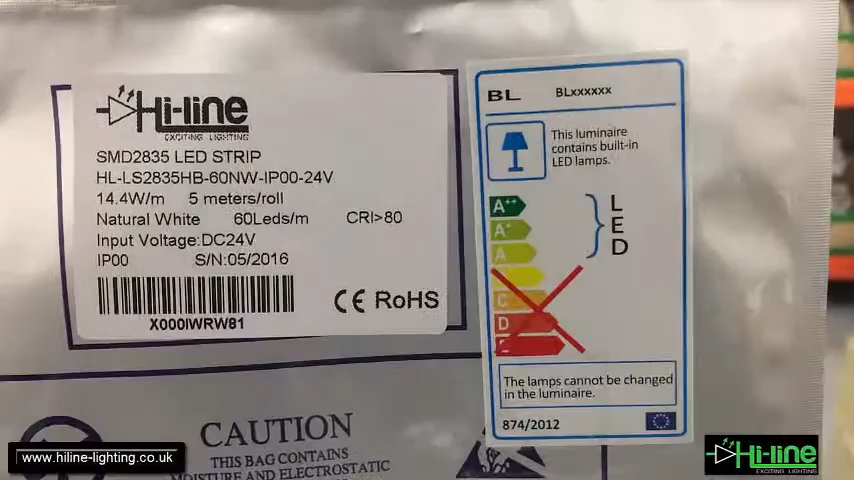 Hi-line
EXCITING LIGHTING
SMD2835 LED STRIP
HL-LS2835HB-60NW-IP00-24V
14.4W/m 5 meters/roll
Natural White 60Leds/m CRI>80
Input Voltage:DC24V
IP00 S/N:05/2016
X000IWRW81
CE RoHS
BL BLxxxxxx
This luminaire
contains built-in
LED lamps.
A++
A+
A
C
D
L
E
D
The lamps cannot be changed
in the luminaire.
874/2012
CAUTION
THIS BAG CONTAINS
MOISTURE AND ELECTROSTATIC
www.hiline-lighting.co.uk
Hi-line
EXCITING LIGHTING